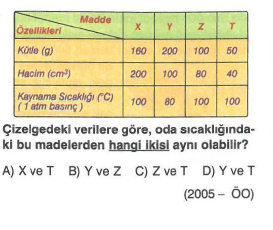 Madde
Özellikleri X Y Z T
Kütle (g) 160 200 100 50
Hacim (cm³) 200 100 80 40
Kaynama Sıcaklığı (°C) ( 1 atm basınç ) 100 80 100 100
Çizelgedeki verilere göre, oda sıcaklığında-
ki bu madelerden hangi ikisi aynı olabilir?
A) X ve T B) Y ve Z C) Z ve T D) Y ve T
(2005 – ÖO)